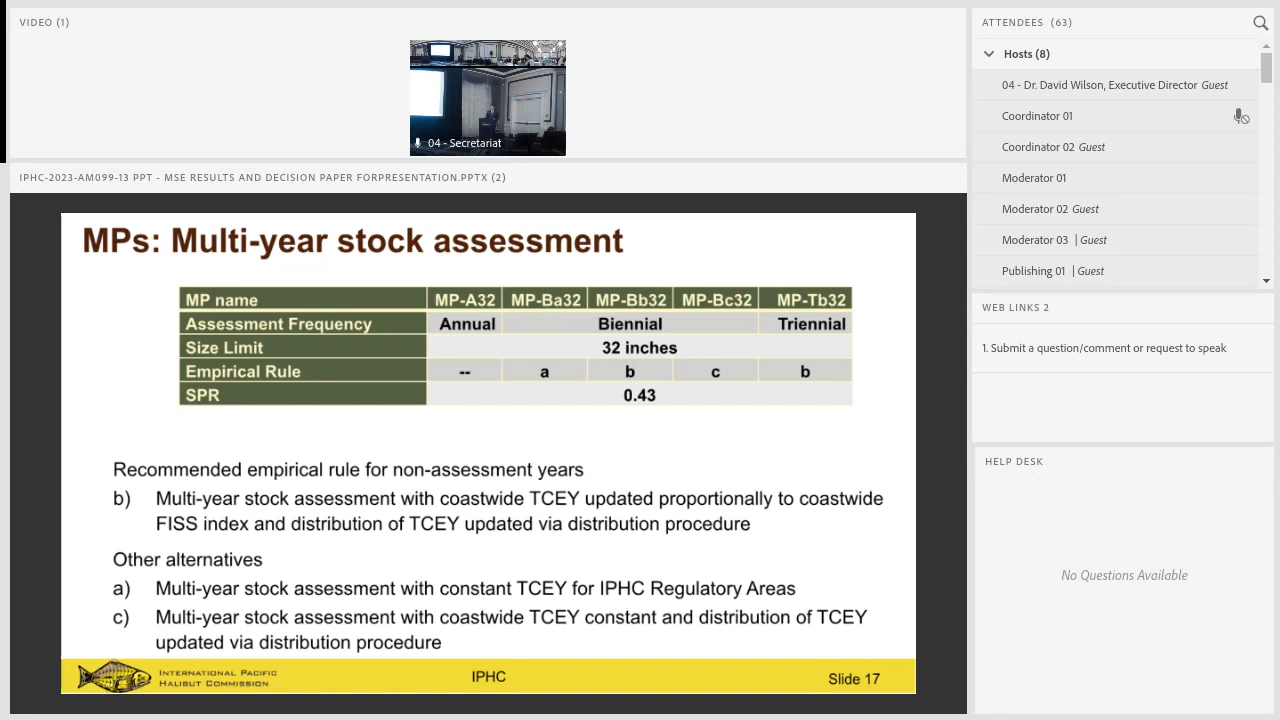 VIDEO (1)
04 - Secretariat
IPHC-2023-AM099-13 PPT - MSE RESULTS AND DECISION PAPER FORPRESENTATION.PPTX (2)
MPs: Multi-year stock assessment
MP name MP-A32 MP-Ba32 MP-Bb32 MP-Bc32 MP-Tb32
Assessment Frequency Annual Biennial Triennial
Size Limit 32 inches
Empirical Rule -- a b c b
SPR 0.43
Recommended empirical rule for non-assessment years
b) Multi-year stock assessment with coastwide TCEY updated proportionally to coastwide
FISS index and distribution of TCEY updated via distribution procedure
Other alternatives
a) Multi-year stock assessment with constant TCEY for IPHC Regulatory Areas
c) Multi-year stock assessment with coastwide TCEY constant and distribution of TCEY
updated via distribution procedure
INTERNATIONAL PACIFIC
HALIBUT COMMISSION
IPHC
Slide 17
ATTENDEES (63)
Hosts (8)
04 - Dr. David Wilson, Executive Director Guest
Coordinator 01
Coordinator 02 Guest
Moderator 01
Moderator 02 Guest
Moderator 03 | Guest
Publishing 01 | Guest
WEB LINKS 2
1. Submit a question/comment or request to speak
HELP DESK
No Questions Available